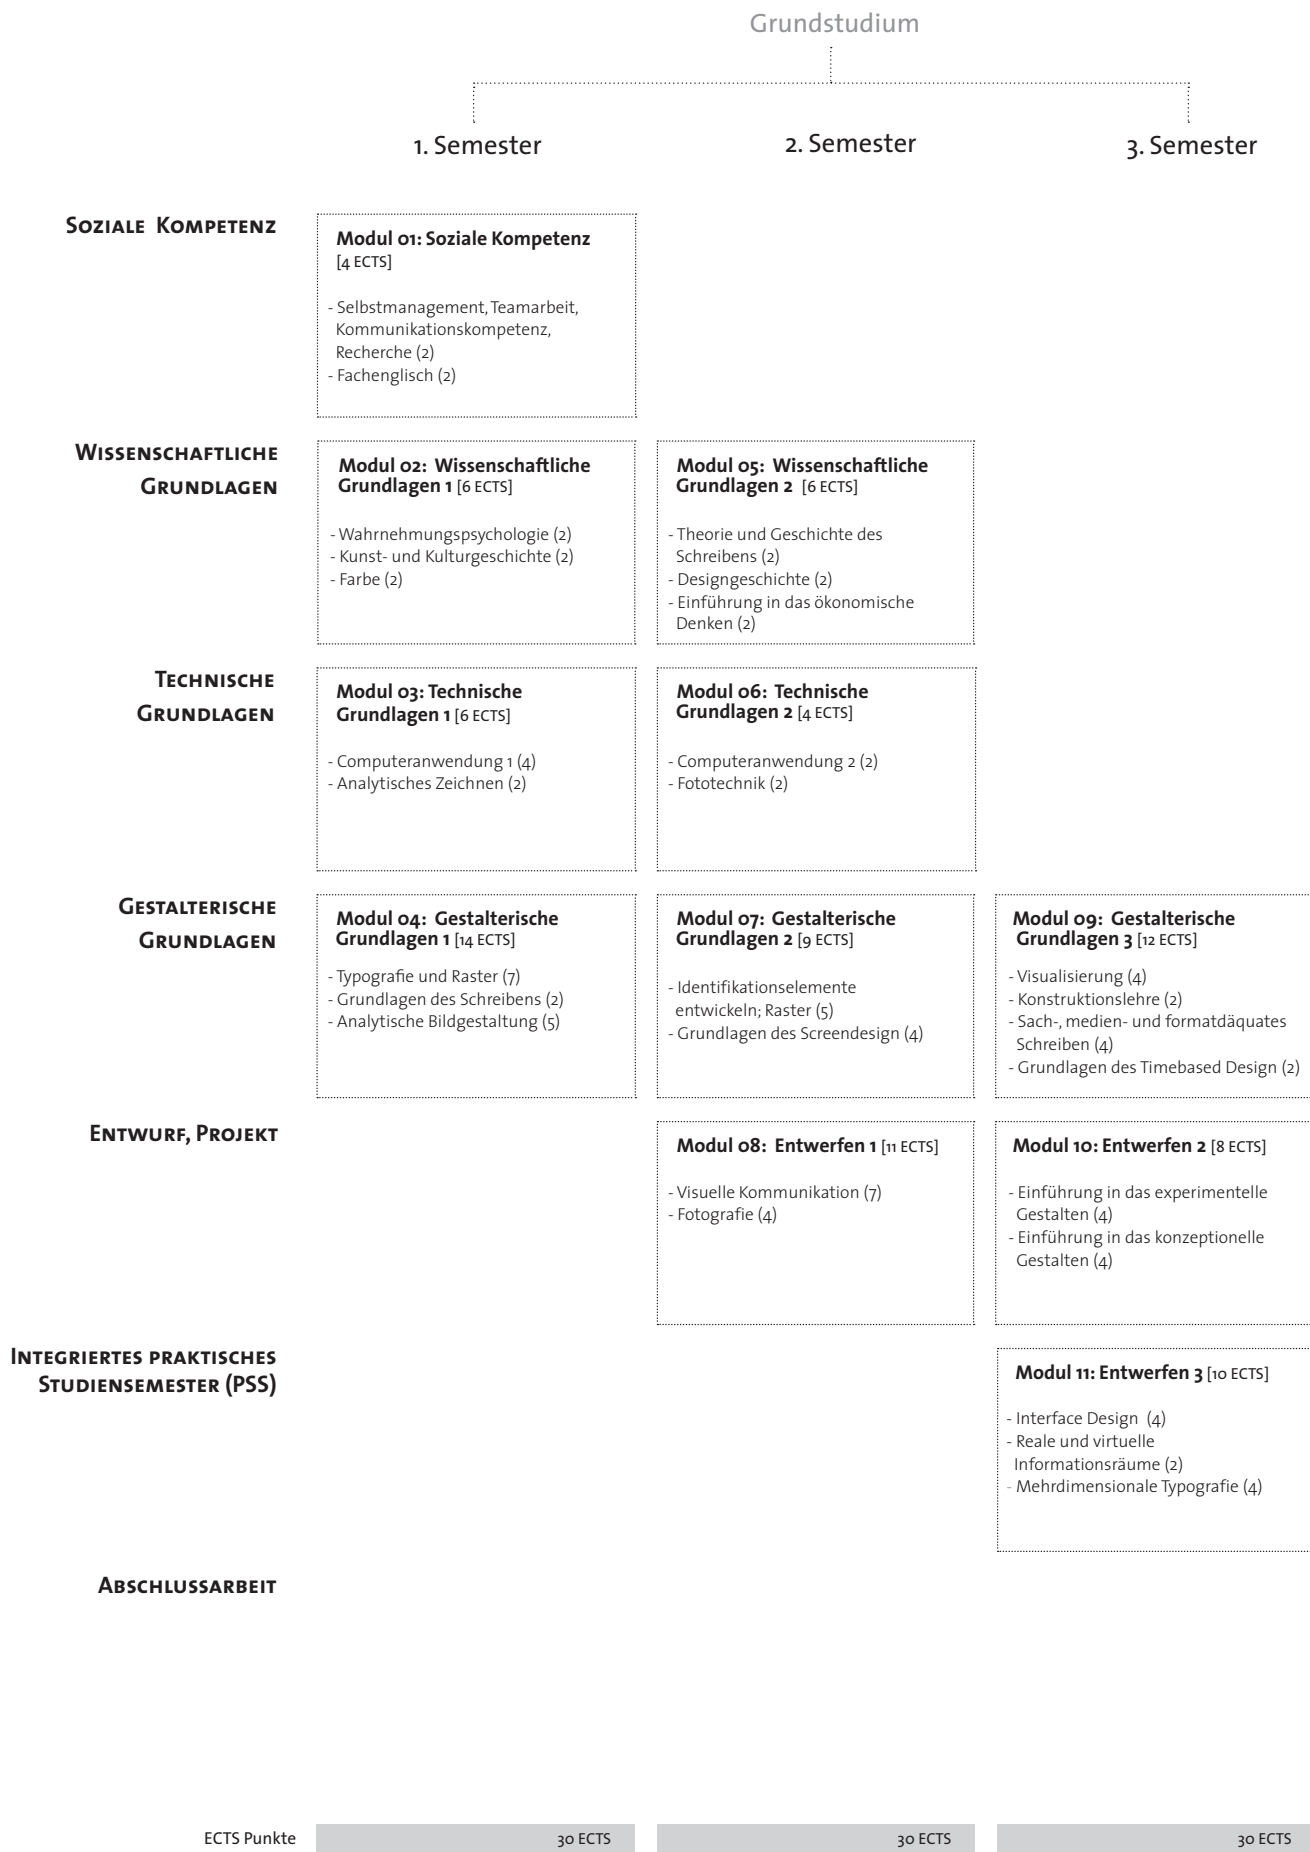 Grundstudium
1. Semester
2. Semester
3. Semester
Soziale Kompetenz
Modul 01: Soziale Kompetenz
[4 ECTS]
- Selbstmanagement, Teamarbeit,
Kommunikationskompetenz,
Recherche (2)
- Fachenglisch (2)
Wissenschaftliche
Grundlagen
Modul 02: Wissenschaftliche
Grundlagen 1 [6 ECTS]
- Wahrnehmungspsychologie (2)
- Kunst- und Kulturgeschichte (2)
- Farbe (2)
Modul 05: Wissenschaftliche
Grundlagen 2 [6 ECTS]
- Theorie und Geschichte des
Schreibens (2)
- Designgeschichte (2)
- Einführung in das ökonomische
Denken (2)
Technische
Grundlagen
Modul 03: Technische
Grundlagen 1 [6 ECTS]
- Computeranwendung 1 (4)
- Analytisches Zeichnen (2)
Modul 06: Technische
Grundlagen 2 [4 ECTS]
- Computeranwendung 2 (2)
- Fototechnik (2)
Gestalterische
Grundlagen
Modul 04: Gestalterische
Grundlagen 1 [14 ECTS]
- Typografie und Raster (7)
- Grundlagen des Schreibens (2)
- Analytische Bildgestaltung (5)
Modul 07: Gestalterische
Grundlagen 2 [9 ECTS]
- Identifikationselemente
entwickeln; Raster (5)
- Grundlagen des Screendesign (4)
Modul 09: Gestalterische
Grundlagen 3 [12 ECTS]
- Visualisierung (4)
- Konstruktionslehre (2)
- Sach-, medien- und formatdäquates
Schreiben (4)
- Grundlagen des Timebased Design (2)
Entwurf, Projekt
Modul 08: Entwerfen 1 [11 ECTS]
- Visuelle Kommunikation (7)
- Fotografie (4)
Modul 10: Entwerfen 2 [8 ECTS]
- Einführung in das experimentelle
Gestalten (4)
- Einführung in das konzeptionelle
Gestalten (4)
Integriertes praktisches
Studiensemester (PSS)
Modul 11: Entwerfen 3 [10 ECTS]
- Interface Design (4)
- Reale und virtuelle
Informationsräume (2)
- Mehrdimensionale Typografie (4)
Abschlussarbeit
ECTS Punkte
30 ECTS
30 ECTS
30 ECTS